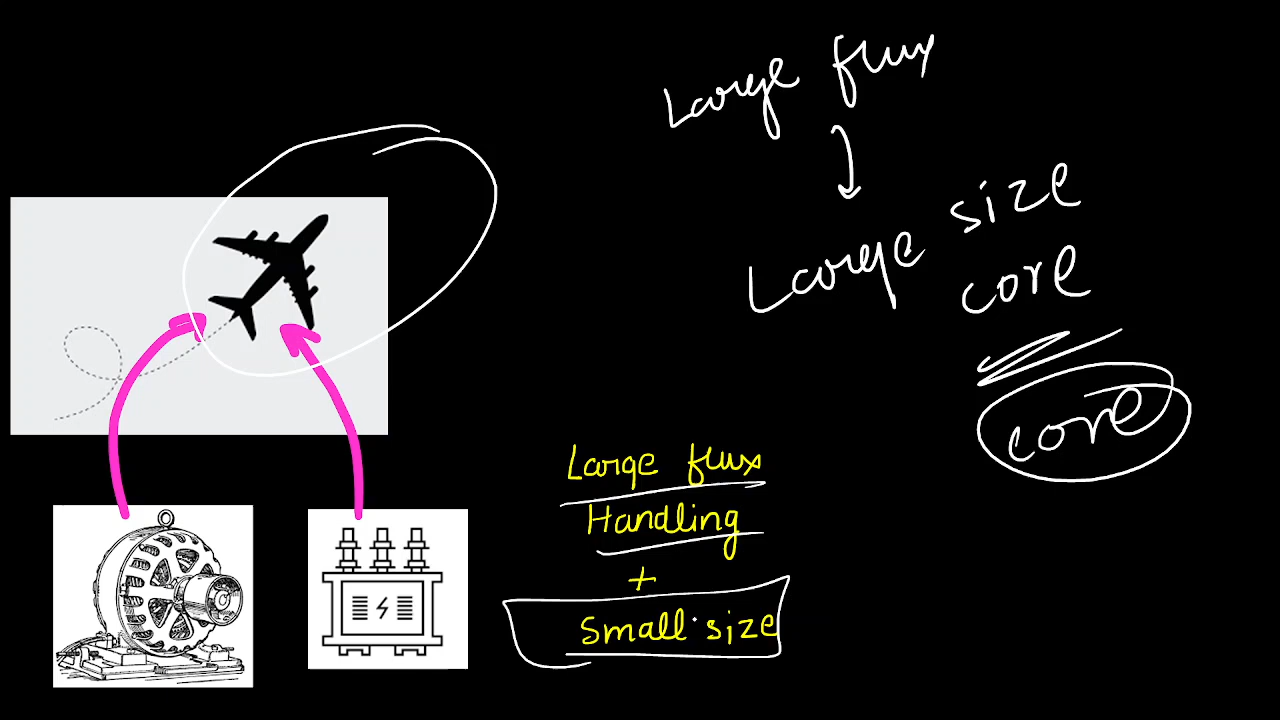 Large flux
Large size
core
core
Large flux
Handling
+
Small size